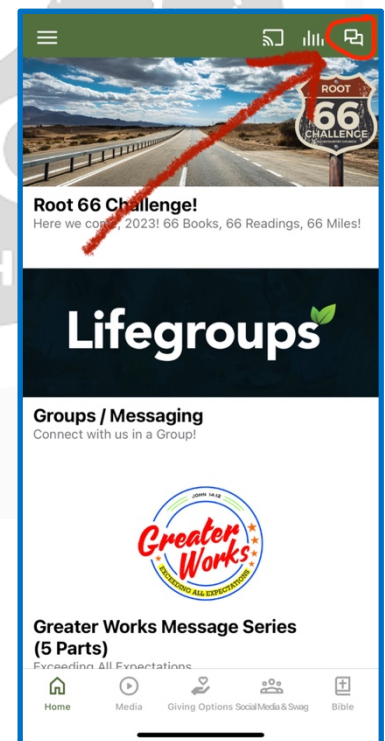 ROOT
66
CHALLENGE
Root 66 Challenge!
Here we come, 2023! 66 Books, 66 Readings, 66 Miles!
Lifegroups
Groups / Messaging
Connect with us in a Group!
JOHN 14:12
Greater
Works
EXCEEDING ALL EXPECTATIONS
Greater Works Message Series
(5 Parts)
Exceeding All Expectations
Home Media Giving Options Social Media & Swag Bible